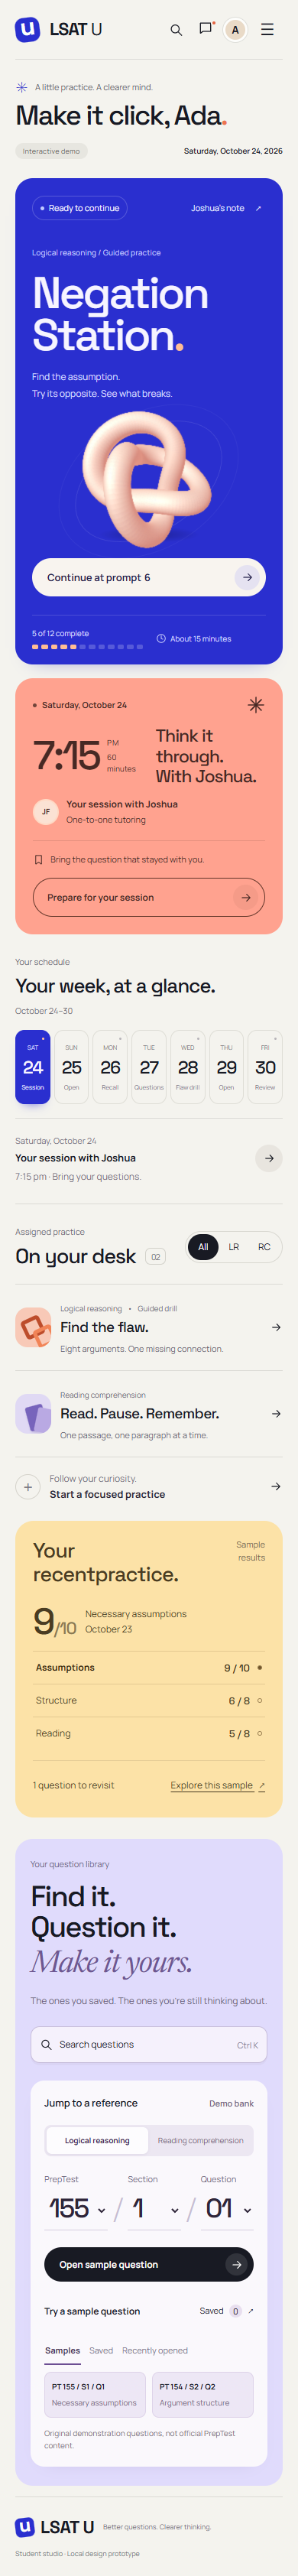 LSAT U
A
A little practice. A clearer mind.
Make it click, Ada.
Interactive demo
Saturday, October 24, 2026
Ready to continue
Joshua's note ↗
Logical reasoning / Guided practice
Negation
Station.
Find the assumption.
Try its opposite. See what breaks.
Continue at prompt 6 →
5 of 12 complete
About 15 minutes
Saturday, October 24
7:15 PM
60 minutes
Think it
through.
With Joshua.
JF
Your session with Joshua
One-to-one tutoring
Bring the question that stayed with you.
Prepare for your session →
Your schedule
Your week, at a glance.
October 24–30
SAT 24 Session
SUN 25 Open
MON 26 Recall
TUE 27 Questions
WED 28 Flaw drill
THU 29 Open
FRI 30 Review
Saturday, October 24
Your session with Joshua
7:15 pm · Bring your questions.
Assigned practice
On your desk 02
All LR RC
Logical reasoning • Guided drill
Find the flaw.
Eight arguments. One missing connection.
Reading comprehension
Read. Pause. Remember.
One passage, one paragraph at a time.
Follow your curiosity.
Start a focused practice
Your
recentpractice.
Sample
results
9/10
Necessary assumptions
October 23
Assumptions 9 / 10
Structure 6 / 8
Reading 5 / 8
1 question to revisit
Explore this sample ↗
Your question library
Find it.
Question it.
Make it yours.
The ones you saved. The ones you're still thinking about.
Search questions Ctrl K
Jump to a reference
Demo bank
Logical reasoning
Reading comprehension
PrepTest Section Question
155 / 1 / 01
Open sample question →
Try a sample question
Saved 0 ↗
Samples Saved Recently opened
PT 155 / S1 / Q1
Necessary assumptions
PT 154 / S2 / Q2
Argument structure
Original demonstration questions, not official PrepTest
content.
LSAT U
Better questions. Clearer thinking.
Student studio · Local design prototype